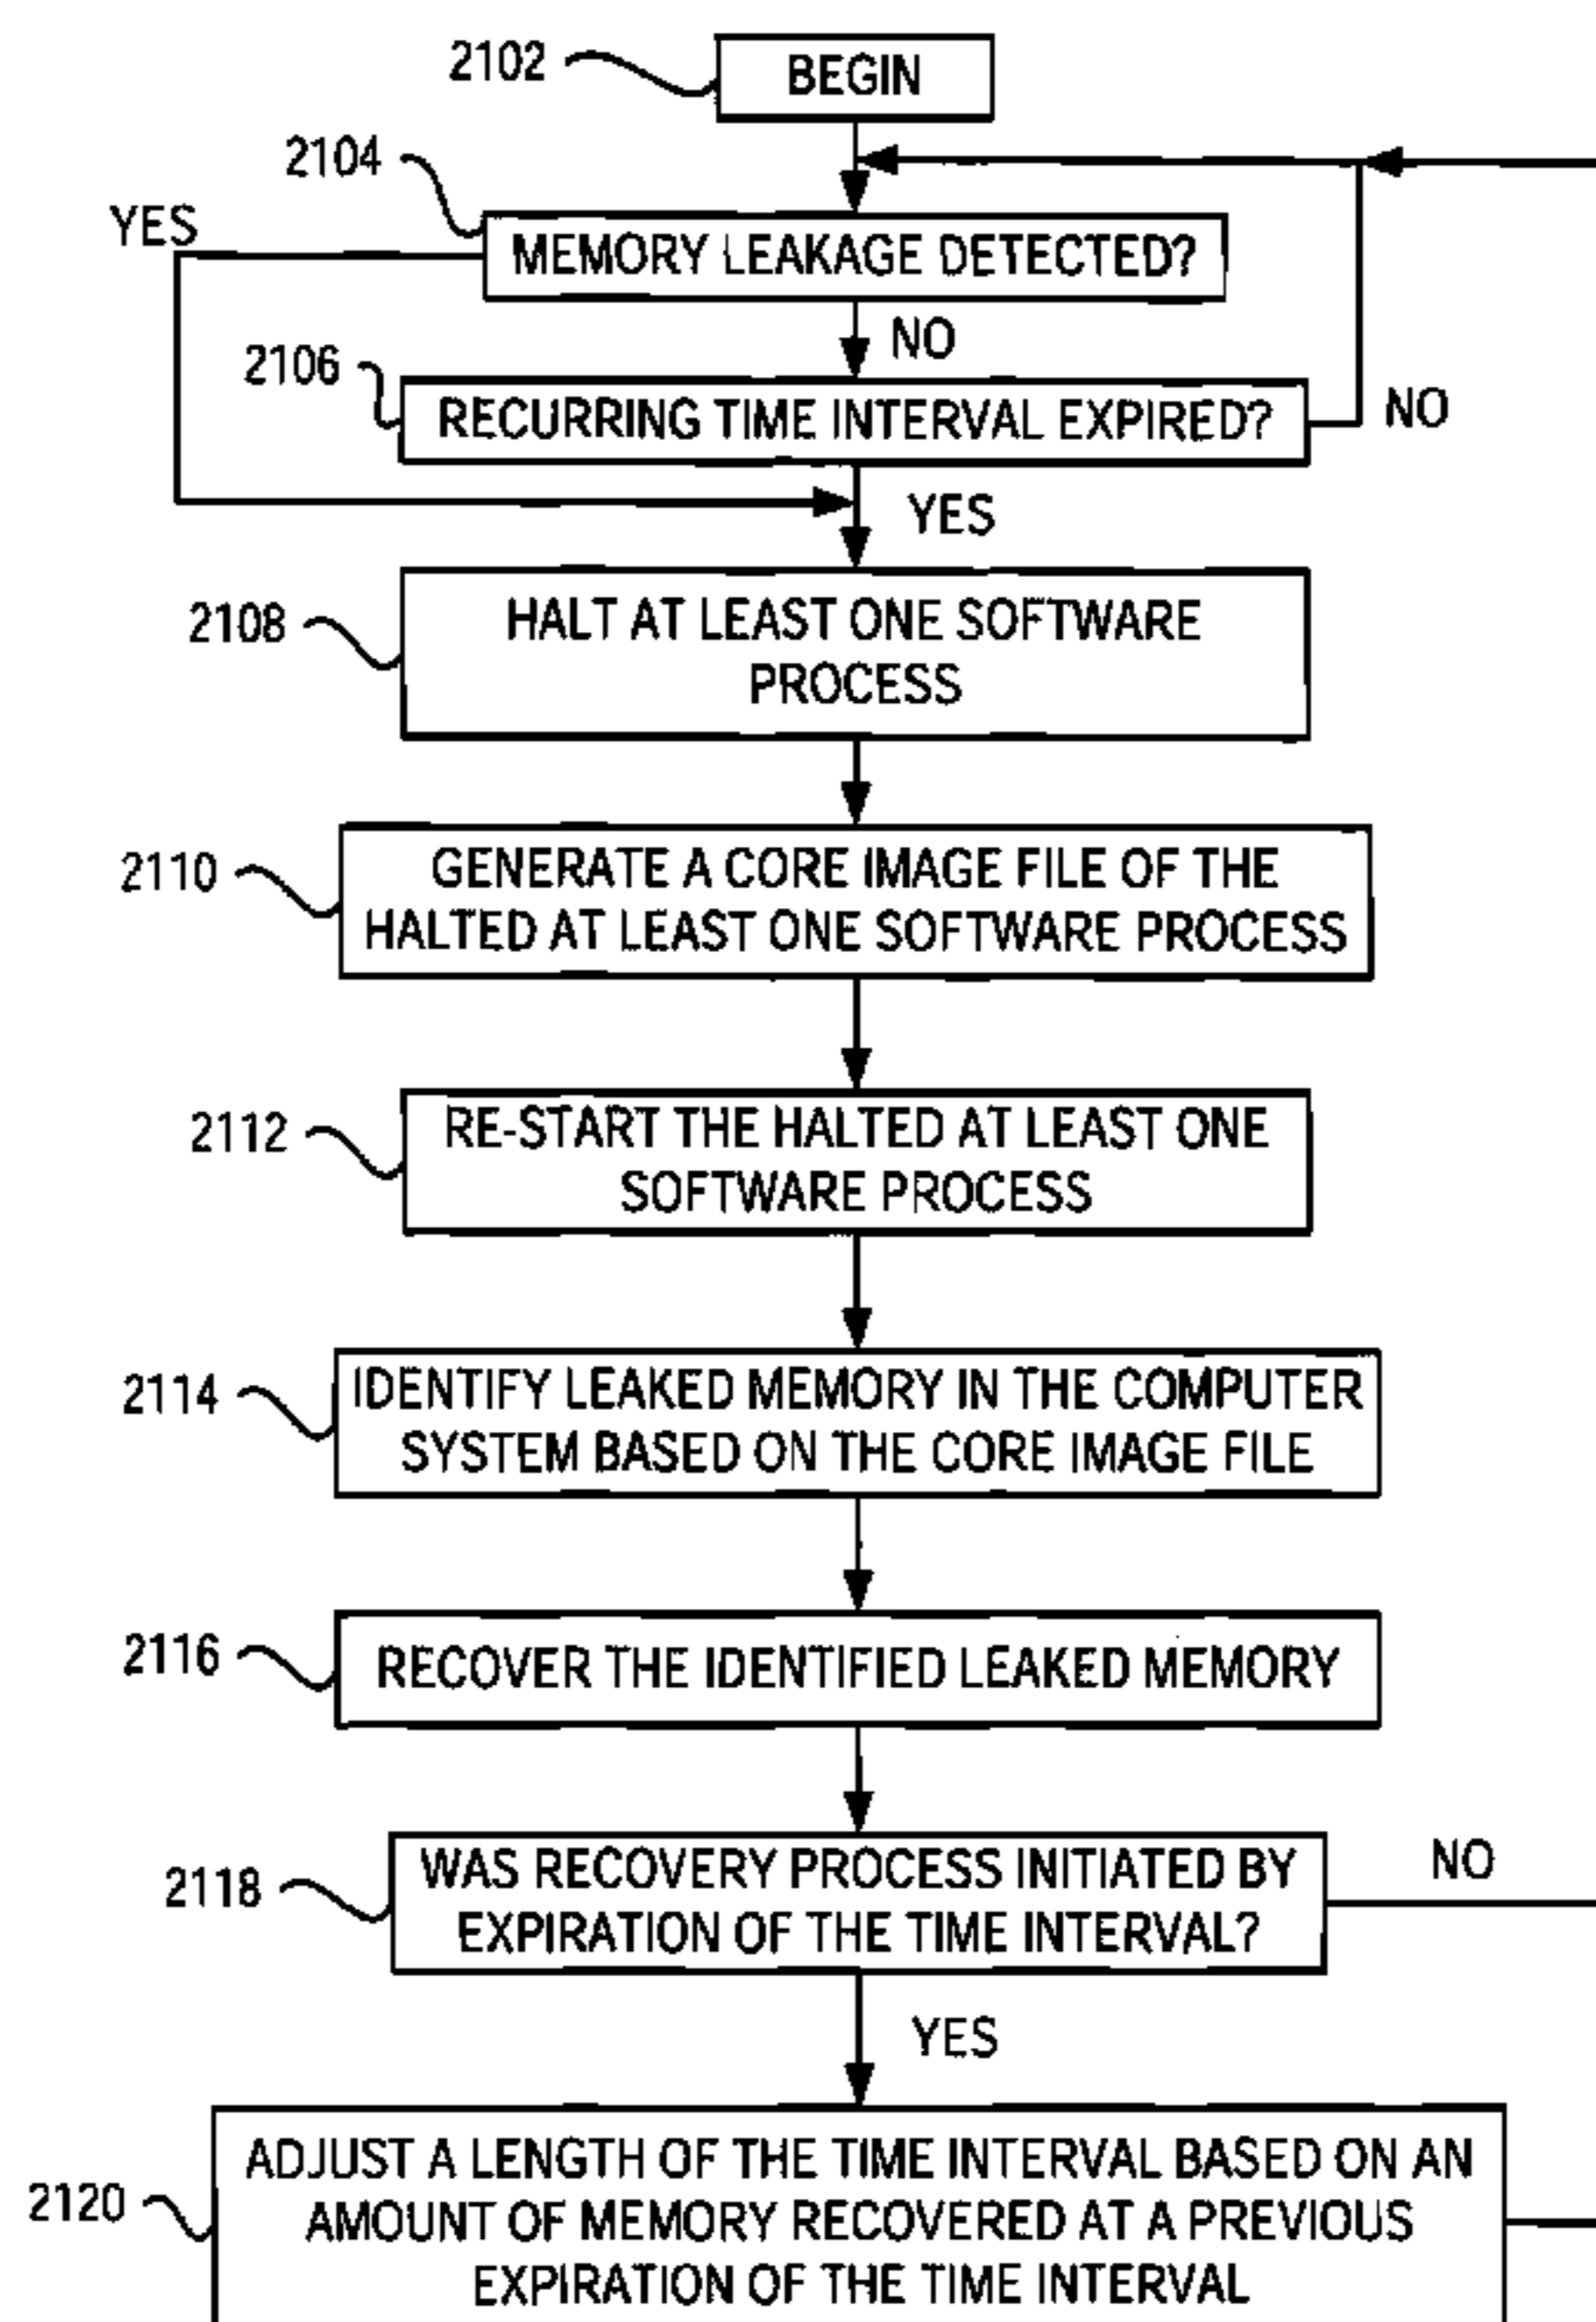 2102
BEGIN
2104
YES
MEMORY LEAKAGE DETECTED?
NO
2106
RECURRING TIME INTERVAL EXPIRED?
NO
YES
2108
HALT AT LEAST ONE SOFTWARE
PROCESS
2110
GENERATE A CORE IMAGE FILE OF THE
HALTED AT LEAST ONE SOFTWARE PROCESS
2112
RE-START THE HALTED AT LEAST ONE
SOFTWARE PROCESS
2114
IDENTIFY LEAKED MEMORY IN THE COMPUTER
SYSTEM BASED ON THE CORE IMAGE FILE
2116
RECOVER THE IDENTIFIED LEAKED MEMORY
2118
WAS RECOVERY PROCESS INITIATED BY
EXPIRATION OF THE TIME INTERVAL?
NO
YES
2120
ADJUST A LENGTH OF THE TIME INTERVAL BASED ON AN
AMOUNT OF MEMORY RECOVERED AT A PREVIOUS
EXPIRATION OF THE TIME INTERVAL